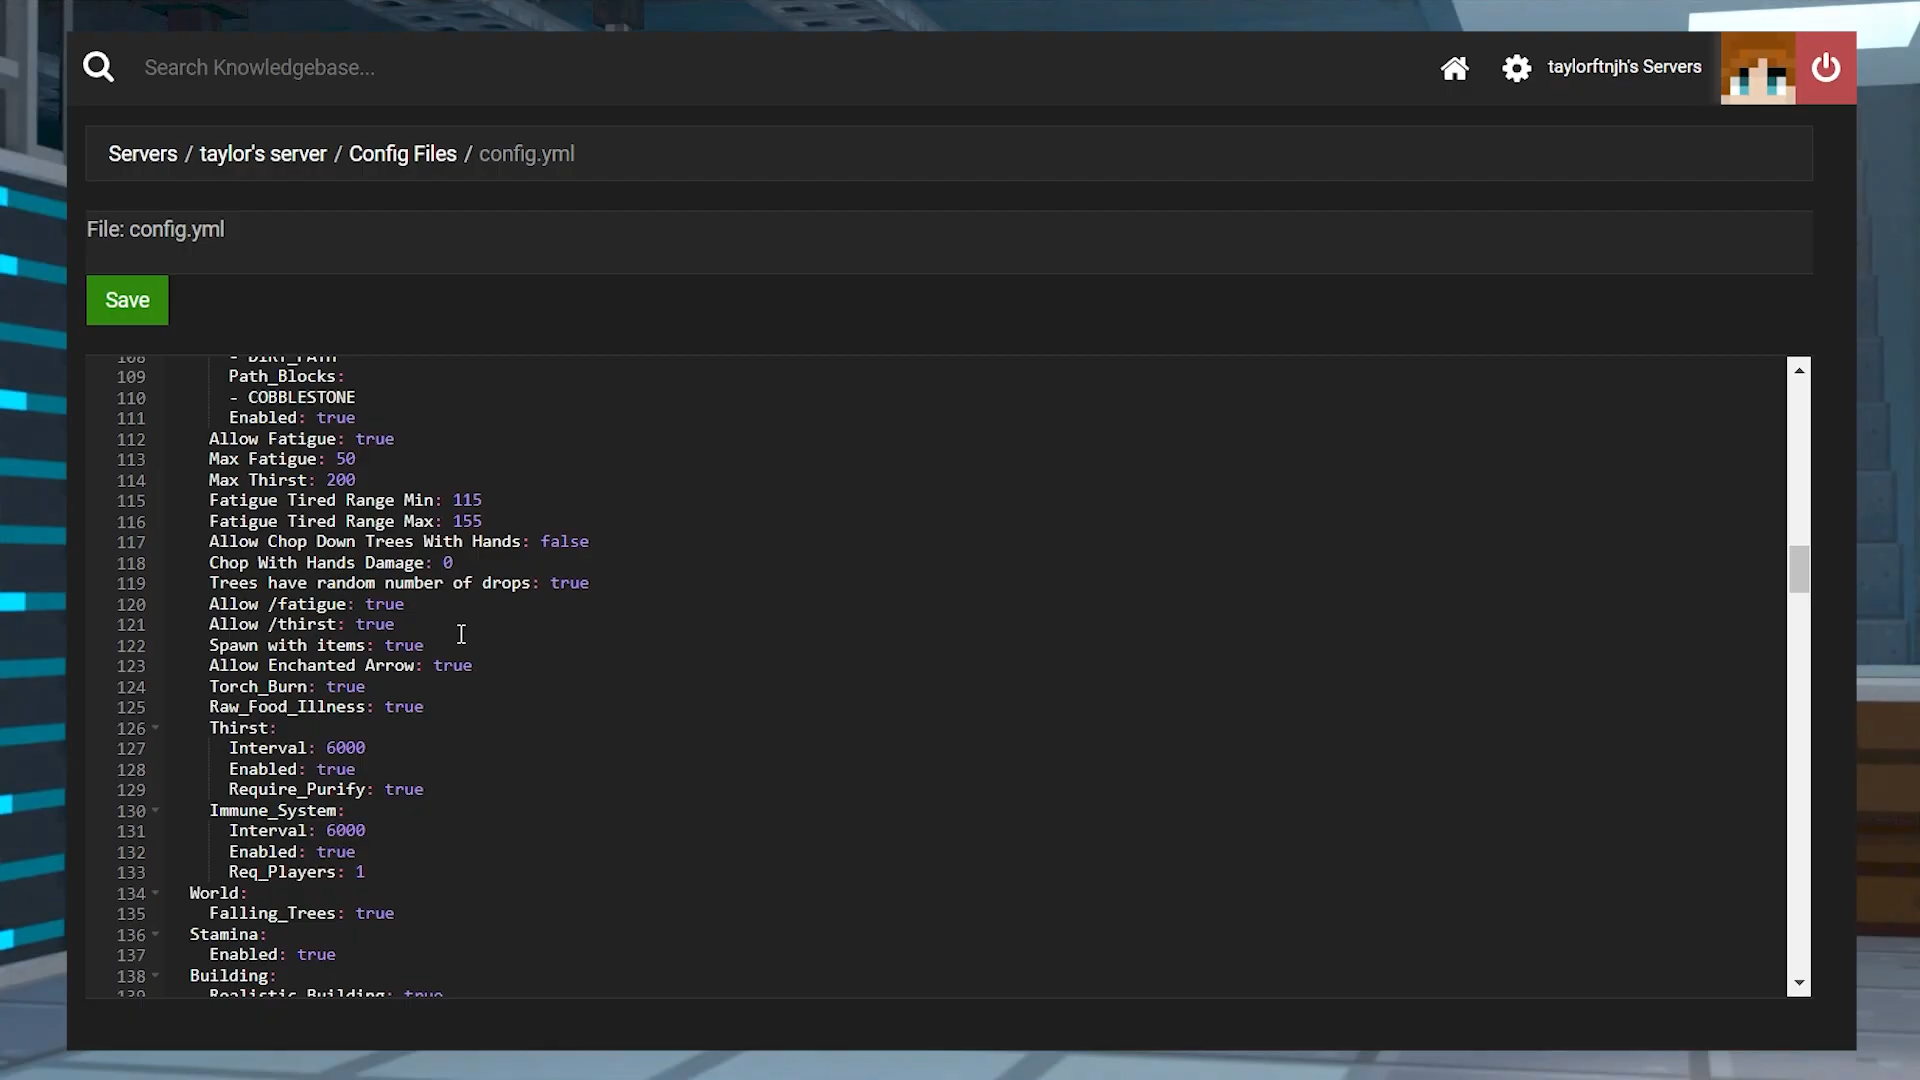 Search Knowledgebase...
taylorftnjh's Servers
Servers / taylor's server / Config Files / config.yml
File: config.yml
Save
108 - DIRT_PATH
109 Path_Blocks:
110 - COBBLESTONE
111 Enabled: true
112 Allow Fatigue: true
113 Max Fatigue: 50
114 Max Thirst: 200
115 Fatigue Tired Range Min: 115
116 Fatigue Tired Range Max: 155
117 Allow Chop Down Trees With Hands: false
118 Chop With Hands Damage: 0
119 Trees have random number of drops: true
120 Allow /fatigue: true
121 Allow /thirst: true
122 Spawn with items: true
123 Allow Enchanted Arrow: true
124 Torch_Burn: true
125 Raw_Food_Illness: true
126 Thirst:
127 Interval: 6000
128 Enabled: true
129 Require_Purify: true
130 Immune_System:
131 Interval: 6000
132 Enabled: true
133 Req_Players: 1
134 World:
135 Falling_Trees: true
136 Stamina:
137 Enabled: true
138 Building:
139 Realistic_Building: true